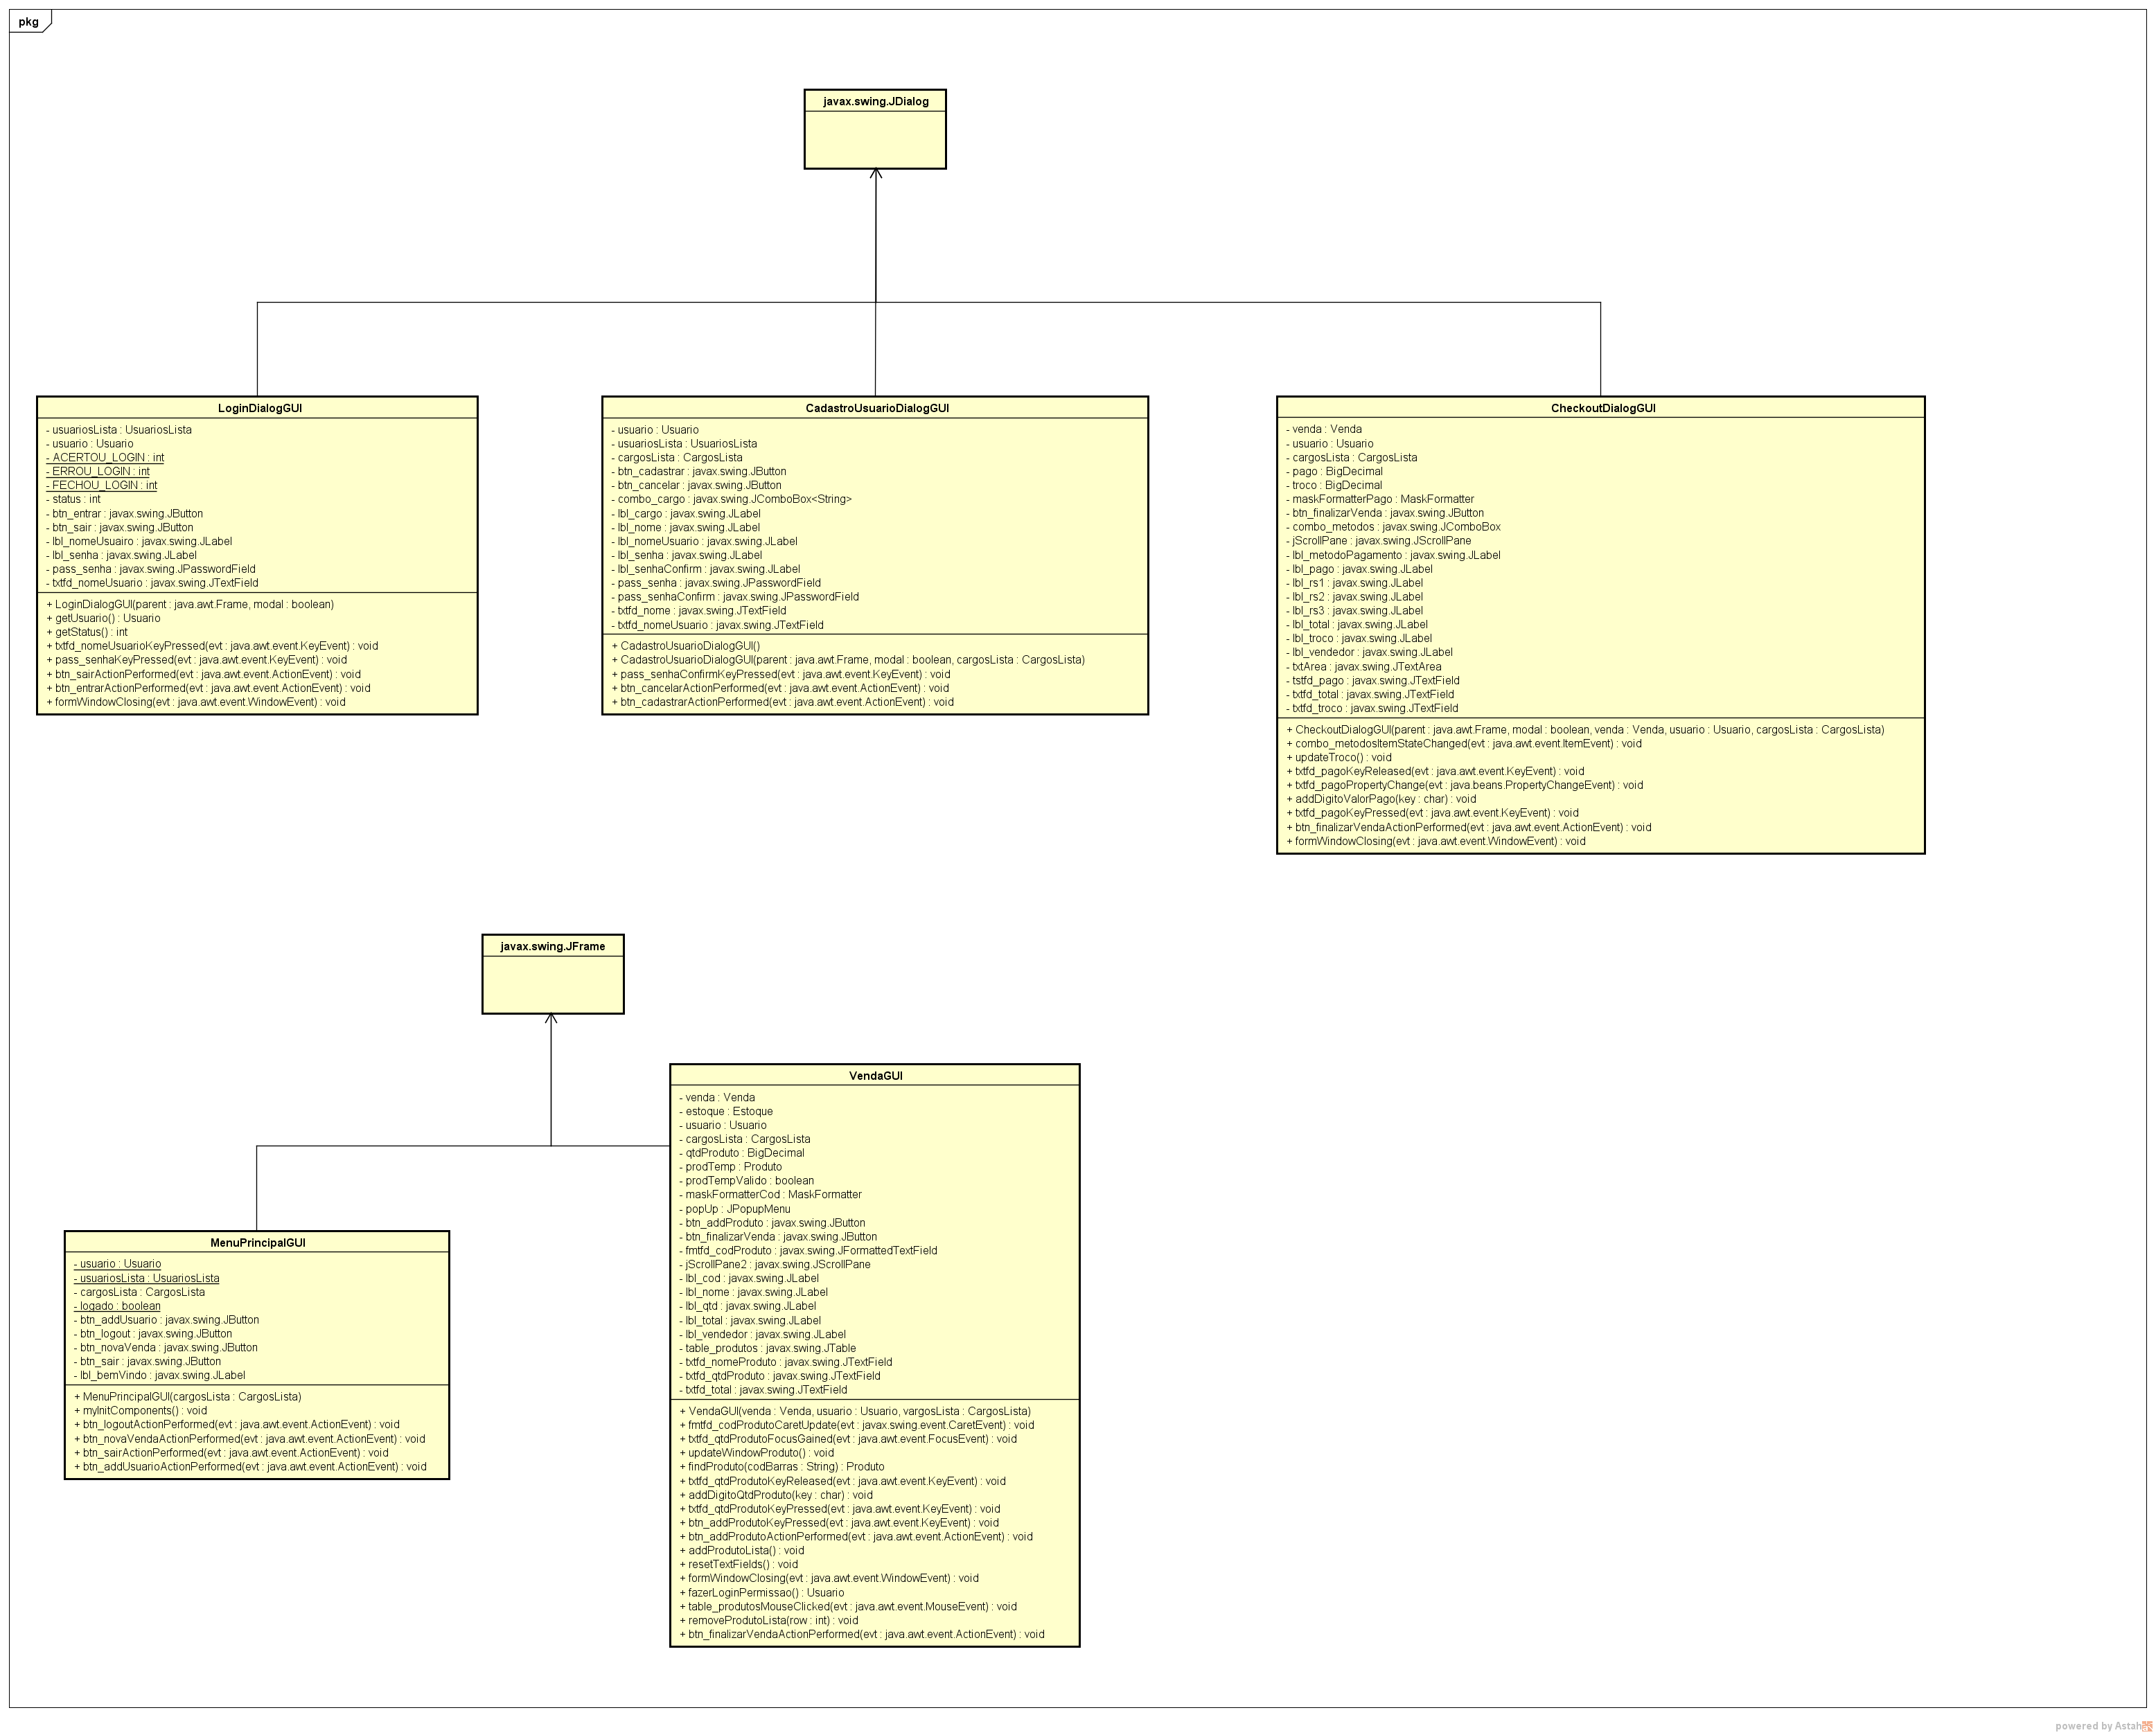 pkg
javax.swing.JDialog
LoginDialogGUI
- usuariosLista : UsuariosLista
- usuario : Usuario
- ACERTOU_LOGIN : int
- ERROU_LOGIN : int
- FECHOU_LOGIN : int
- status : int
- btn_entrar : javax.swing.JButton
- btn_sair : javax.swing.JButton
- lbl_nomeUsuairo : javax.swing.JLabel
- lbl_senha : javax.swing.JLabel
- pass_senha : javax.swing.JPasswordField
- txtfd_nomeUsuario : javax.swing.JTextField
+ LoginDialogGUI(parent : java.awt.Frame, modal : boolean)
+ getUsuario() : Usuario
+ getStatus() : int
+ txtfd_nomeUsuarioKeyPressed(evt : java.awt.event.KeyEvent) : void
+ pass_senhaKeyPressed(evt : java.awt.event.KeyEvent) : void
+ btn_sairActionPerformed(evt : java.awt.event.ActionEvent) : void
+ btn_entrarActionPerformed(evt : java.awt.event.ActionEvent) : void
+ formWindowClosing(evt : java.awt.event.WindowEvent) : void
CadastroUsuarioDialogGUI
- usuario : Usuario
- usuariosLista : UsuariosLista
- cargosLista : CargosLista
- btn_cadastrar : javax.swing.JButton
- btn_cancelar : javax.swing.JButton
- combo_cargo : javax.swing.JComboBox<String>
- lbl_cargo : javax.swing.JLabel
- lbl_nome : javax.swing.JLabel
- lbl_nomeUsuario : javax.swing.JLabel
- lbl_senha : javax.swing.JLabel
- lbl_senhaConfirm : javax.swing.JLabel
- pass_senha : javax.swing.JPasswordField
- pass_senhaConfirm : javax.swing.JPasswordField
- txtfd_nome : javax.swing.JTextField
- txtfd_nomeUsuario : javax.swing.JTextField
+ CadastroUsuarioDialogGUI()
+ CadastroUsuarioDialogGUI(parent : java.awt.Frame, modal : boolean, cargosLista : CargosLista)
+ pass_senhaConfirmKeyPressed(evt : java.awt.event.KeyEvent) : void
+ btn_cancelarActionPerformed(evt : java.awt.event.ActionEvent) : void
+ btn_cadastrarActionPerformed(evt : java.awt.event.ActionEvent) : void
CheckoutDialogGUI
- venda : Venda
- usuario : Usuario
- cargosLista : CargosLista
- pago : BigDecimal
- troco : BigDecimal
- maskFormatterPago : MaskFormatter
- btn_finalizarVenda : javax.swing.JButton
- combo_metodos : javax.swing.JComboBox
- jScrollPane : javax.swing.JScrollPane
- lbl_metodoPagamento : javax.swing.JLabel
- lbl_pago : javax.swing.JLabel
- lbl_rs1 : javax.swing.JLabel
- lbl_rs2 : javax.swing.JLabel
- lbl_rs3 : javax.swing.JLabel
- lbl_total : javax.swing.JLabel
- lbl_troco : javax.swing.JLabel
- lbl_vendedor : javax.swing.JLabel
- txtArea : javax.swing.JTextArea
- tstfd_pago : javax.swing.JTextField
- txtfd_total : javax.swing.JTextField
- txtfd_troco : javax.swing.JTextField
+ CheckoutDialogGUI(parent : java.awt.Frame, modal : boolean, venda : Venda, usuario : Usuario, cargosLista : CargosLista)
+ combo_metodosItemStateChanged(evt : java.awt.event.ItemEvent) : void
+ updateTroco() : void
+ txtfd_pagoKeyReleased(evt : java.awt.event.KeyEvent) : void
+ txtfd_pagoPropertyChange(evt : java.beans.PropertyChangeEvent) : void
+ addDigitoValorPago(key : char) : void
+ txtfd_pagoKeyPressed(evt : java.awt.event.KeyEvent) : void
+ btn_finalizarVendaActionPerformed(evt : java.awt.event.ActionEvent) : void
+ formWindowClosing(evt : java.awt.event.WindowEvent) : void
javax.swing.JFrame
MenuPrincipalGUI
- usuario : Usuario
- usuariosLista : UsuariosLista
- cargosLista : CargosLista
- logado : boolean
- btn_addUsuario : javax.swing.JButton
- btn_logout : javax.swing.JButton
- btn_novaVenda : javax.swing.JButton
- btn_sair : javax.swing.JButton
- lbl_bemVindo : javax.swing.JLabel
+ MenuPrincipalGUI(cargosLista : CargosLista)
+ myInitComponents() : void
+ btn_logoutActionPerformed(evt : java.awt.event.ActionEvent) : void
+ btn_novaVendaActionPerformed(evt : java.awt.event.ActionEvent) : void
+ btn_sairActionPerformed(evt : java.awt.event.ActionEvent) : void
+ btn_addUsuarioActionPerformed(evt : java.awt.event.ActionEvent) : void
VendaGUI
- venda : Venda
- estoque : Estoque
- usuario : Usuario
- cargosLista : CargosLista
- qtdProduto : BigDecimal
- prodTemp : Produto
- prodTempValido : boolean
- maskFormatterCod : MaskFormatter
- popUp : JPopupMenu
- btn_addProduto : javax.swing.JButton
- btn_finalizarVenda : javax.swing.JButton
- fmtfd_codProduto : javax.swing.JFormattedTextField
- jScrollPane2 : javax.swing.JScrollPane
- lbl_cod : javax.swing.JLabel
- lbl_nome : javax.swing.JLabel
- lbl_qtd : javax.swing.JLabel
- lbl_total : javax.swing.JLabel
- lbl_vendedor : javax.swing.JLabel
- table_produtos : javax.swing.JTable
- txtfd_nomeProduto : javax.swing.JTextField
- txtfd_qtdProduto : javax.swing.JTextField
- txtfd_total : javax.swing.JTextField
+ VendaGUI(venda : Venda, usuario : Usuario, vargosLista : CargosLista)
+ fmtfd_codProdutoCaretUpdate(evt : javax.swing.event.CaretEvent) : void
+ txtfd_qtdProdutoFocusGained(evt : java.awt.event.FocusEvent) : void
+ updateWindowProduto() : void
+ findProduto(codBarras : String) : Produto
+ txtfd_qtdProdutoKeyReleased(evt : java.awt.event.KeyEvent) : void
+ addDigitoQtdProduto(key : char) : void
+ txtfd_qtdProdutoKeyPressed(evt : java.awt.event.KeyEvent) : void
+ btn_addProdutoKeyPressed(evt : java.awt.event.KeyEvent) : void
+ btn_addProdutoActionPerformed(evt : java.awt.event.ActionEvent) : void
+ addProdutoLista() : void
+ resetTextFields() : void
+ formWindowClosing(evt : java.awt.event.WindowEvent) : void
+ fazerLoginPermissao() : Usuario
+ table_produtosMouseClicked(evt : java.awt.event.MouseEvent) : void
+ removeProdutoLista(row : int) : void
+ btn_finalizarVendaActionPerformed(evt : java.awt.event.ActionEvent) : void
powered by Astah